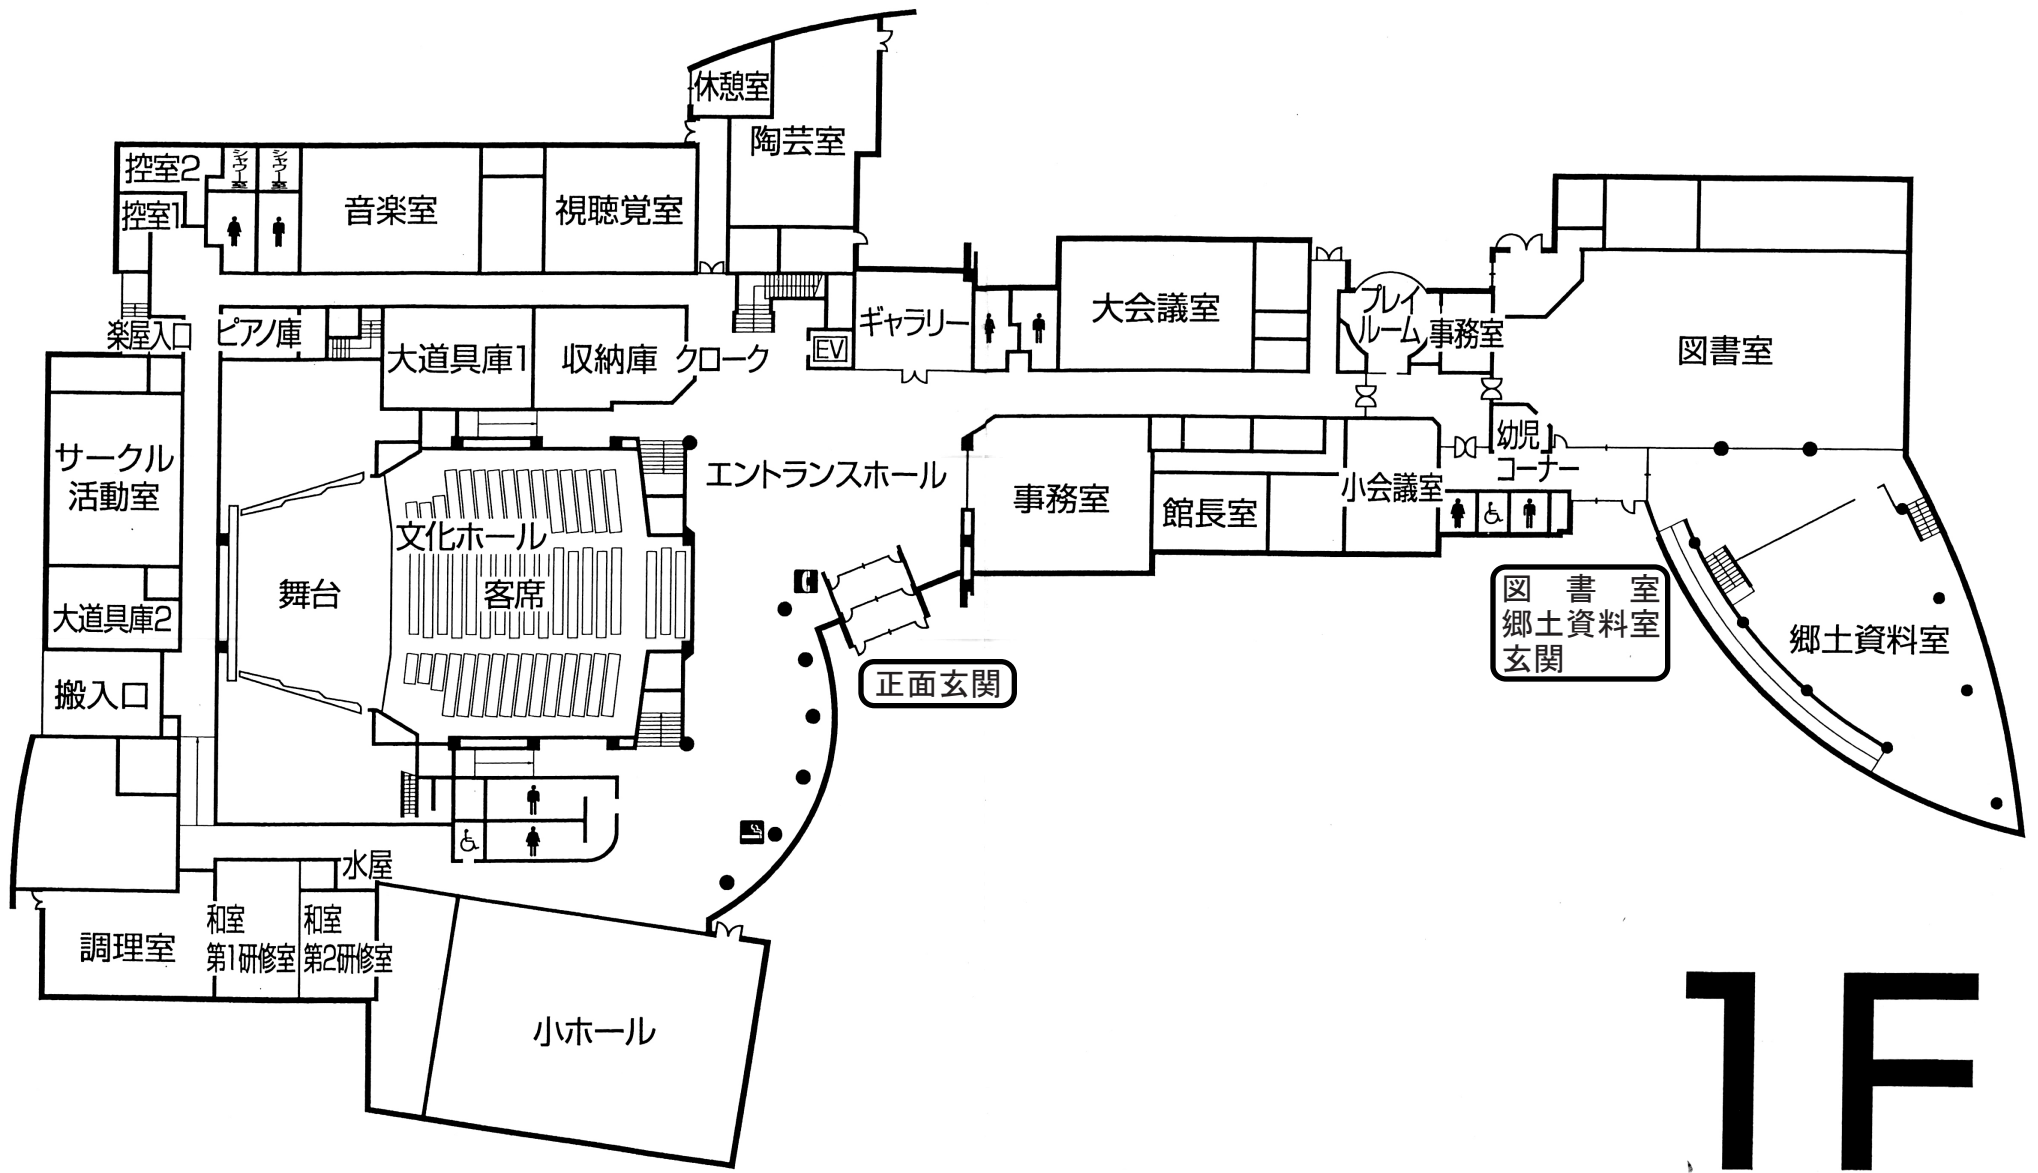 休憩室
陶芸室
控室2
シャワー室
シャワー室
控室1
音楽室
視聴覚室
楽屋入口
ピアノ庫
大道具庫1
収納庫
クローク
EV
ギャラリー
大会議室
プレイ
ルーム
事務室
図書室
サークル
活動室
エントランスホール
事務室
館長室
小会議室
幼児
コーナー
文化ホール
舞台
客席
大道具庫2
搬入口
正面玄関
図書室
郷土資料室
玄関
郷土資料室
水屋
調理室
和室
第1研修室
和室
第2研修室
小ホール
1F